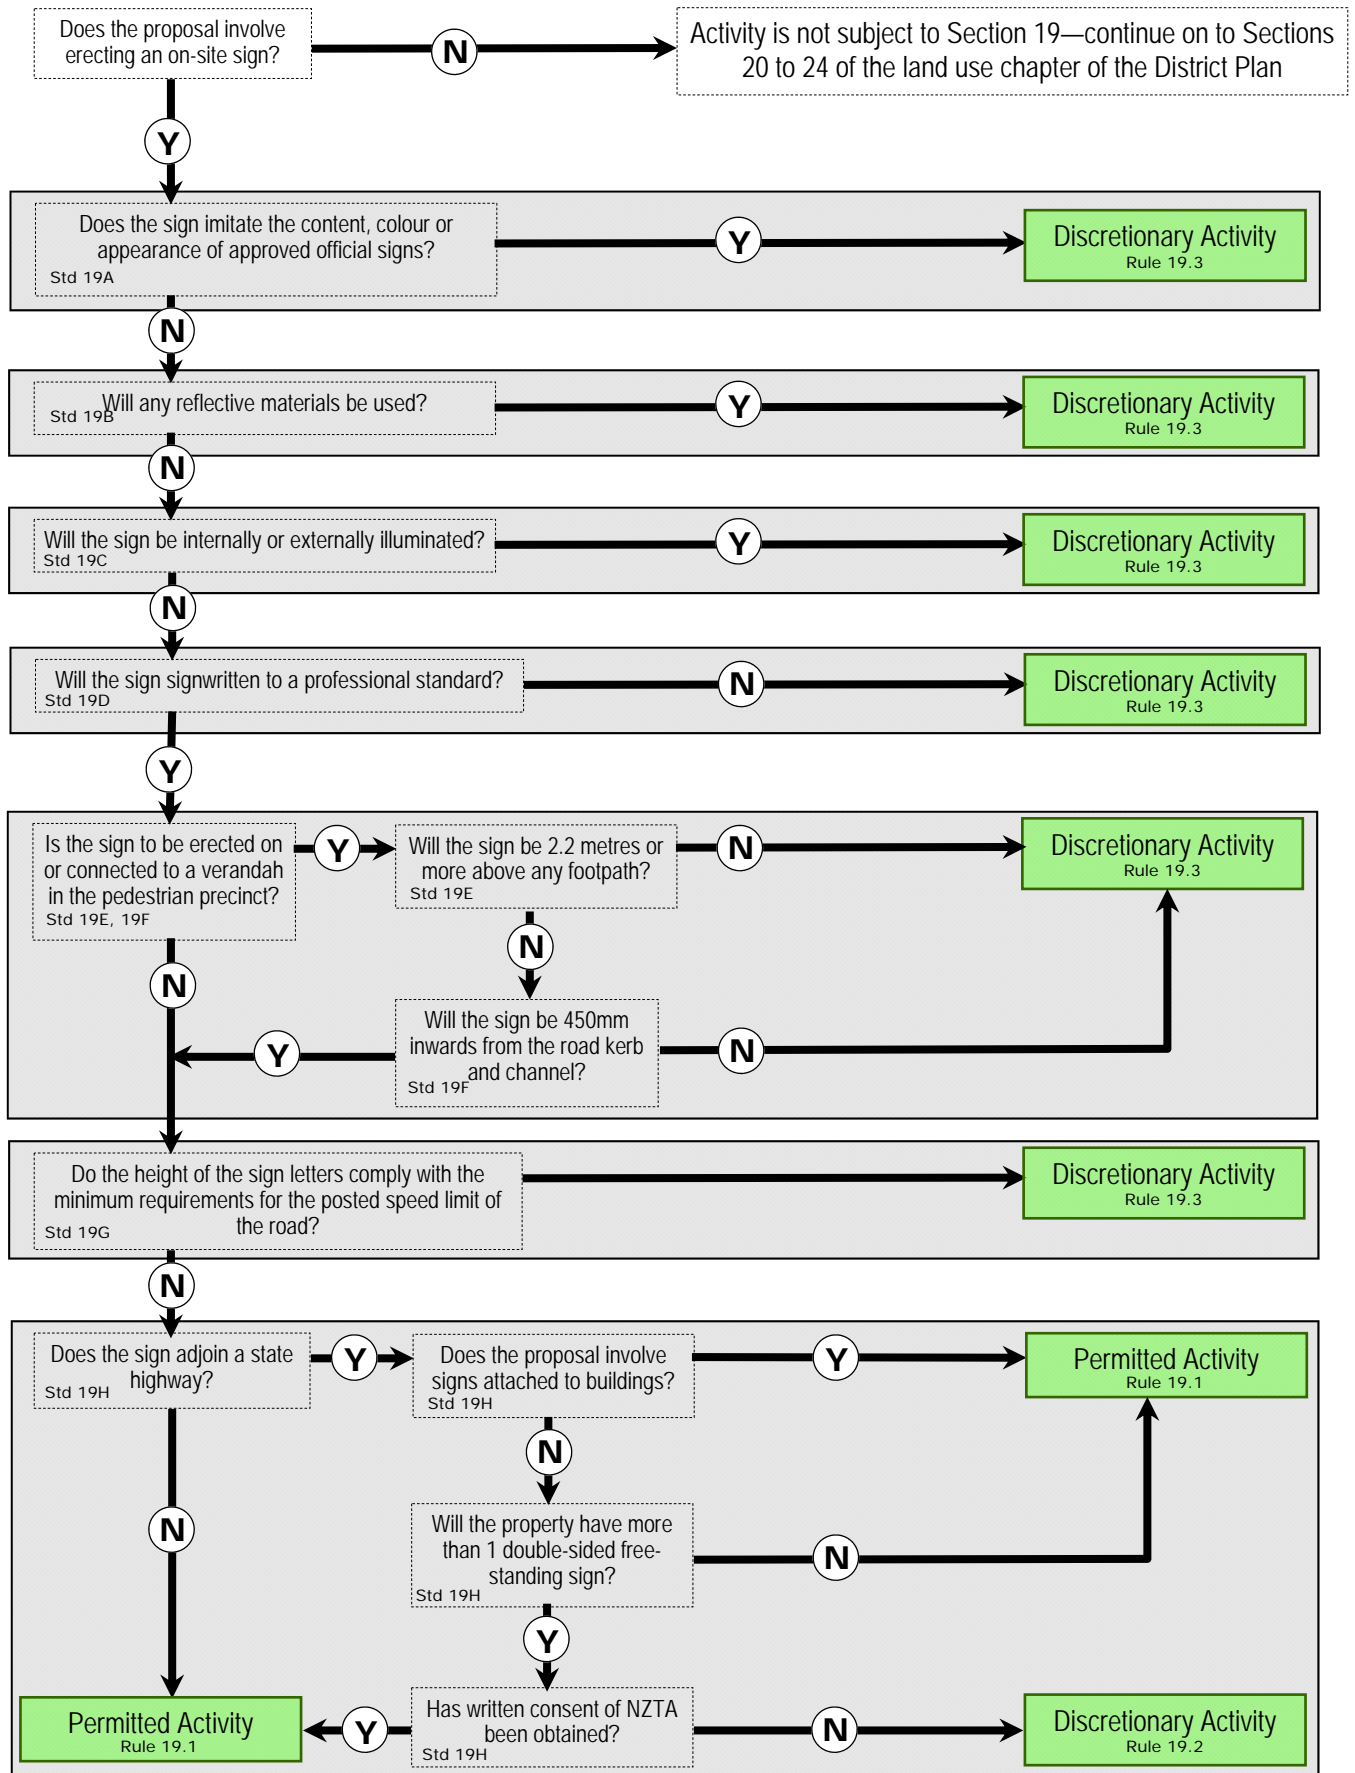 Does the proposal involve
erecting an on-site sign?
N
Activity is not subject to Section 19—continue on to Sections
20 to 24 of the land use chapter of the District Plan
Y
Does the sign imitate the content, colour or
appearance of approved official signs?
Std 19A
Y
Discretionary Activity
Rule 19.3
N
Will any reflective materials be used?
Std 19B
Y
Discretionary Activity
Rule 19.3
N
Will the sign be internally or externally illuminated?
Std 19C
Y
Discretionary Activity
Rule 19.3
N
Will the sign signwritten to a professional standard?
Std 19D
N
Discretionary Activity
Rule 19.3
Y
Is the sign to be erected on
or connected to a verandah
in the pedestrian precinct?
Std 19E, 19F
Y
Will the sign be 2.2 metres or
more above any footpath?
Std 19E
N
Discretionary Activity
Rule 19.3
N
N
Will the sign be 450mm
inwards from the road kerb
and channel?
Std 19F
Y
N
Do the height of the sign letters comply with the
minimum requirements for the posted speed limit of
the road?
Std 19G
Discretionary Activity
Rule 19.3
N
Does the sign adjoin a state
highway?
Std 19H
Y
Does the proposal involve
signs attached to buildings?
Std 19H
Y
Permitted Activity
Rule 19.1
N
N
Will the property have more
than 1 double-sided free-
standing sign?
Std 19H
N
Y
Permitted Activity
Rule 19.1
Y
Has written consent of NZTA
been obtained?
Std 19H
N
Discretionary Activity
Rule 19.2